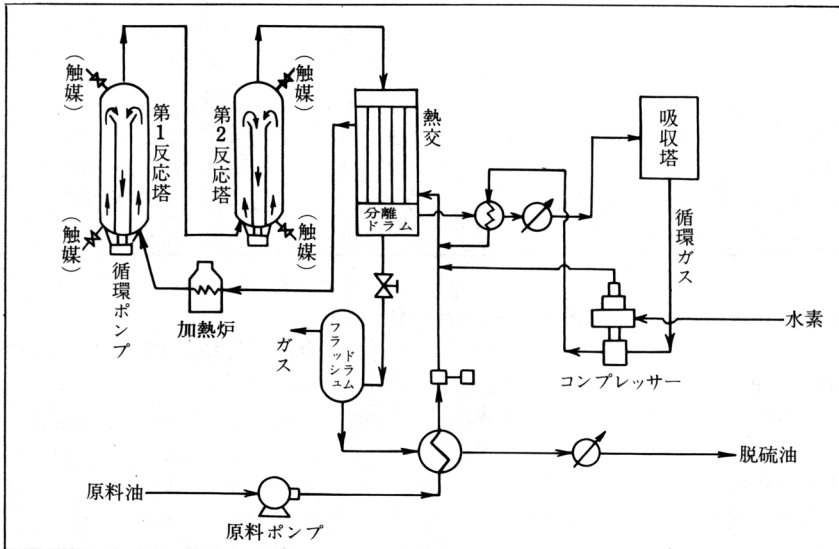 (触媒)
第1反応塔
(触媒)
循環ポンプ
(触媒)
第2反応塔
(触媒)
加熱炉
熱交
分離
ドラム
吸収塔
循環ガス
水素
コンプレッサー
フラッシュ
ドラム
ガス
脱硫油
原料油
原料ポンプ